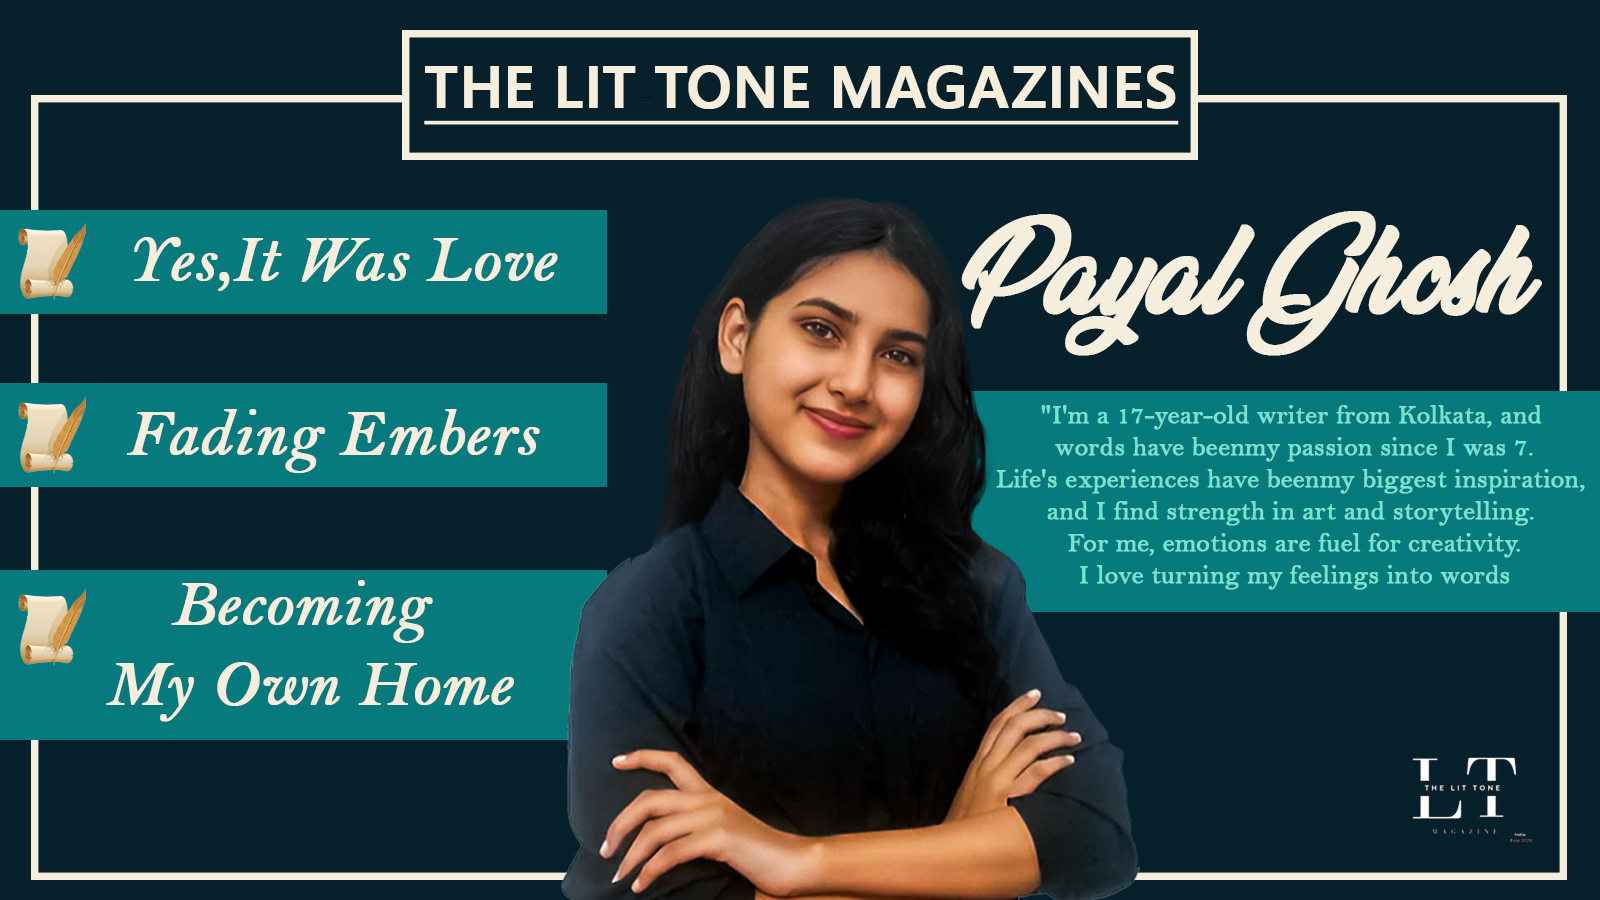 THE LIT TONE MAGAZINES
Yes,It Was Love
Fading Embers
Becoming
My Own Home
Payal Ghosh
"I'm a 17-year-old writer from Kolkata, and
words have beenmy passion since I was 7.
Life's experiences have beenmy biggest inspiration,
and I find strength in art and storytelling.
For me, emotions are fuel for creativity.
I love turning my feelings into words
LT
THE LIT TONE
MAGAZINE